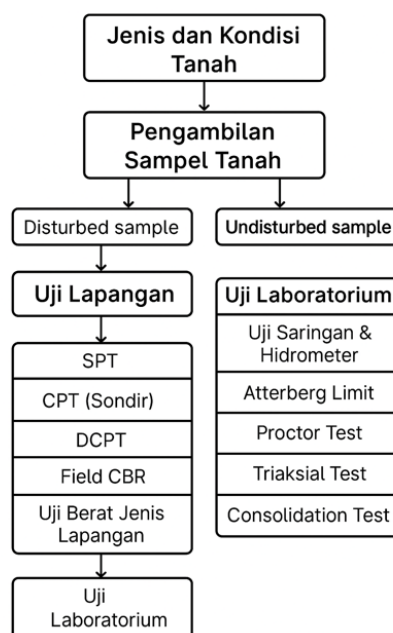 Jenis dan Kondisi
Tanah
Pengambilan
Sampel Tanah
Disturbed sample
Undisturbed sample
Uji Lapangan
SPT
CPT (Sondir)
DCPT
Field CBR
Uji Berat Jenis
Lapangan
Uji
Laboratorium
Uji Laboratorium
Uji Saringan &
Hidrometer
Atterberg Limit
Proctor Test
Triaksial Test
Consolidation Test